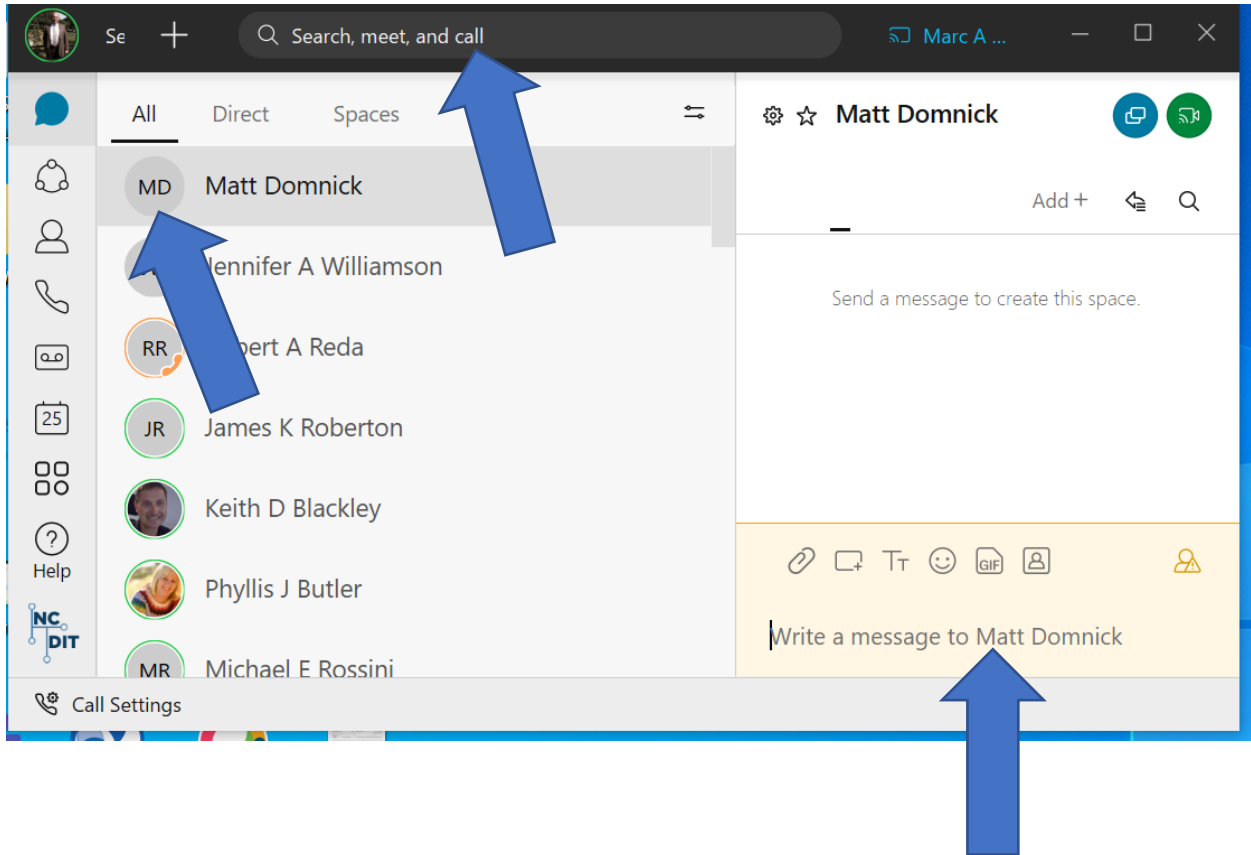 Se
Search, meet, and call
Marc A ...
All Direct Spaces
Matt Domnick
Add +
MD Matt Domnick
Jennifer A Williamson
RR A Reda
JR James K Roberton
Keith D Blackley
Phyllis J Butler
MR Michael E Rossini
25
Help
NC
DIT
Send a message to create this space.
GIF
Write a message to Matt Domnick
Call Settings